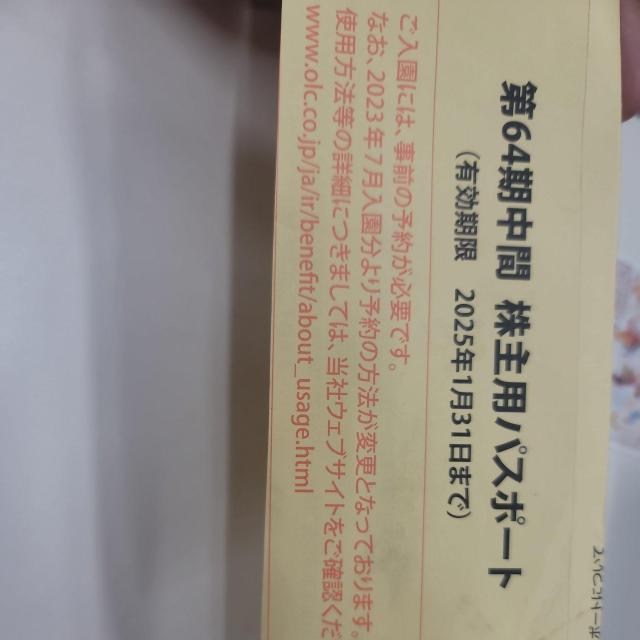 第64期中間 株主用パスポート
(有効期限 2025年1月31日まで)
ご入園には、事前の予約が必要です。
なお、2023年7月入園分より予約の方法が変更となっております。
使用方法等の詳細につきましては、当社ウェブサイトをご確認くだ
www.olc.co.jp/ja/ir/benefit/about_usage.html